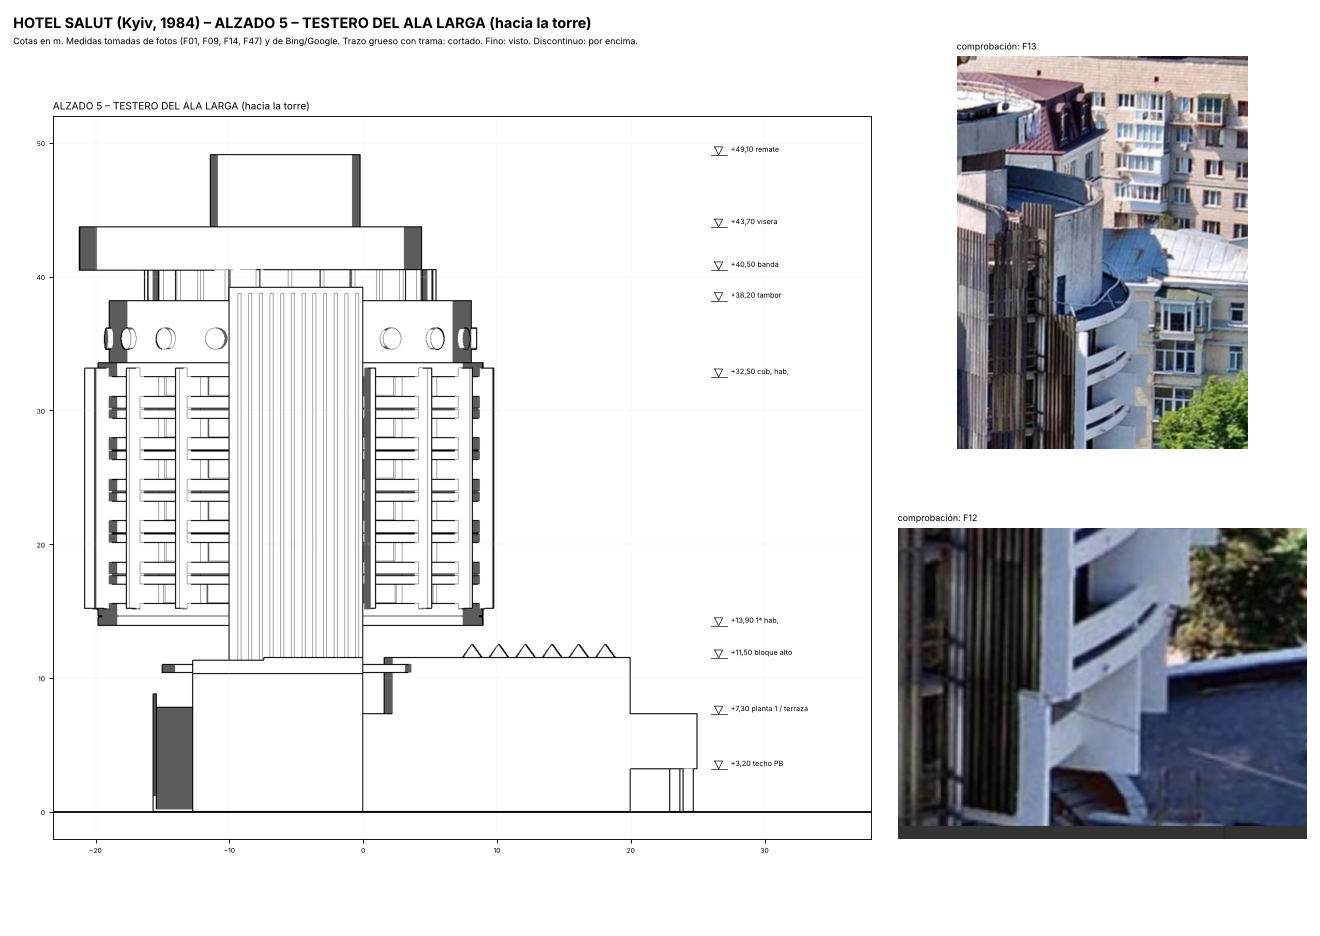 HOTEL SALUT (Kyiv, 1984) – ALZADO 5 – TESTERO DEL ALA LARGA (hacia la torre)
Cotas en m. Medidas tomadas de fotos (F01, F09, F14, F47) y de Bing/Google. Trazo grueso con trama: cortado. Fino: visto. Discontinuo: por encima.
comprobación: F13
ALZADO 5 – TESTERO DEL ALA LARGA (hacia la torre)
50
+49,10 remate
+43,70 visera
40
+40,50 banda
+38,20 tambor
+32,50 cub, hab,
30
20
+13,90 1ª hab,
+11,50 bloque alto
10
+7,30 planta 1 / terraza
+3,20 techo PB
0
−20
−10
0
10
20
30
comprobación: F12